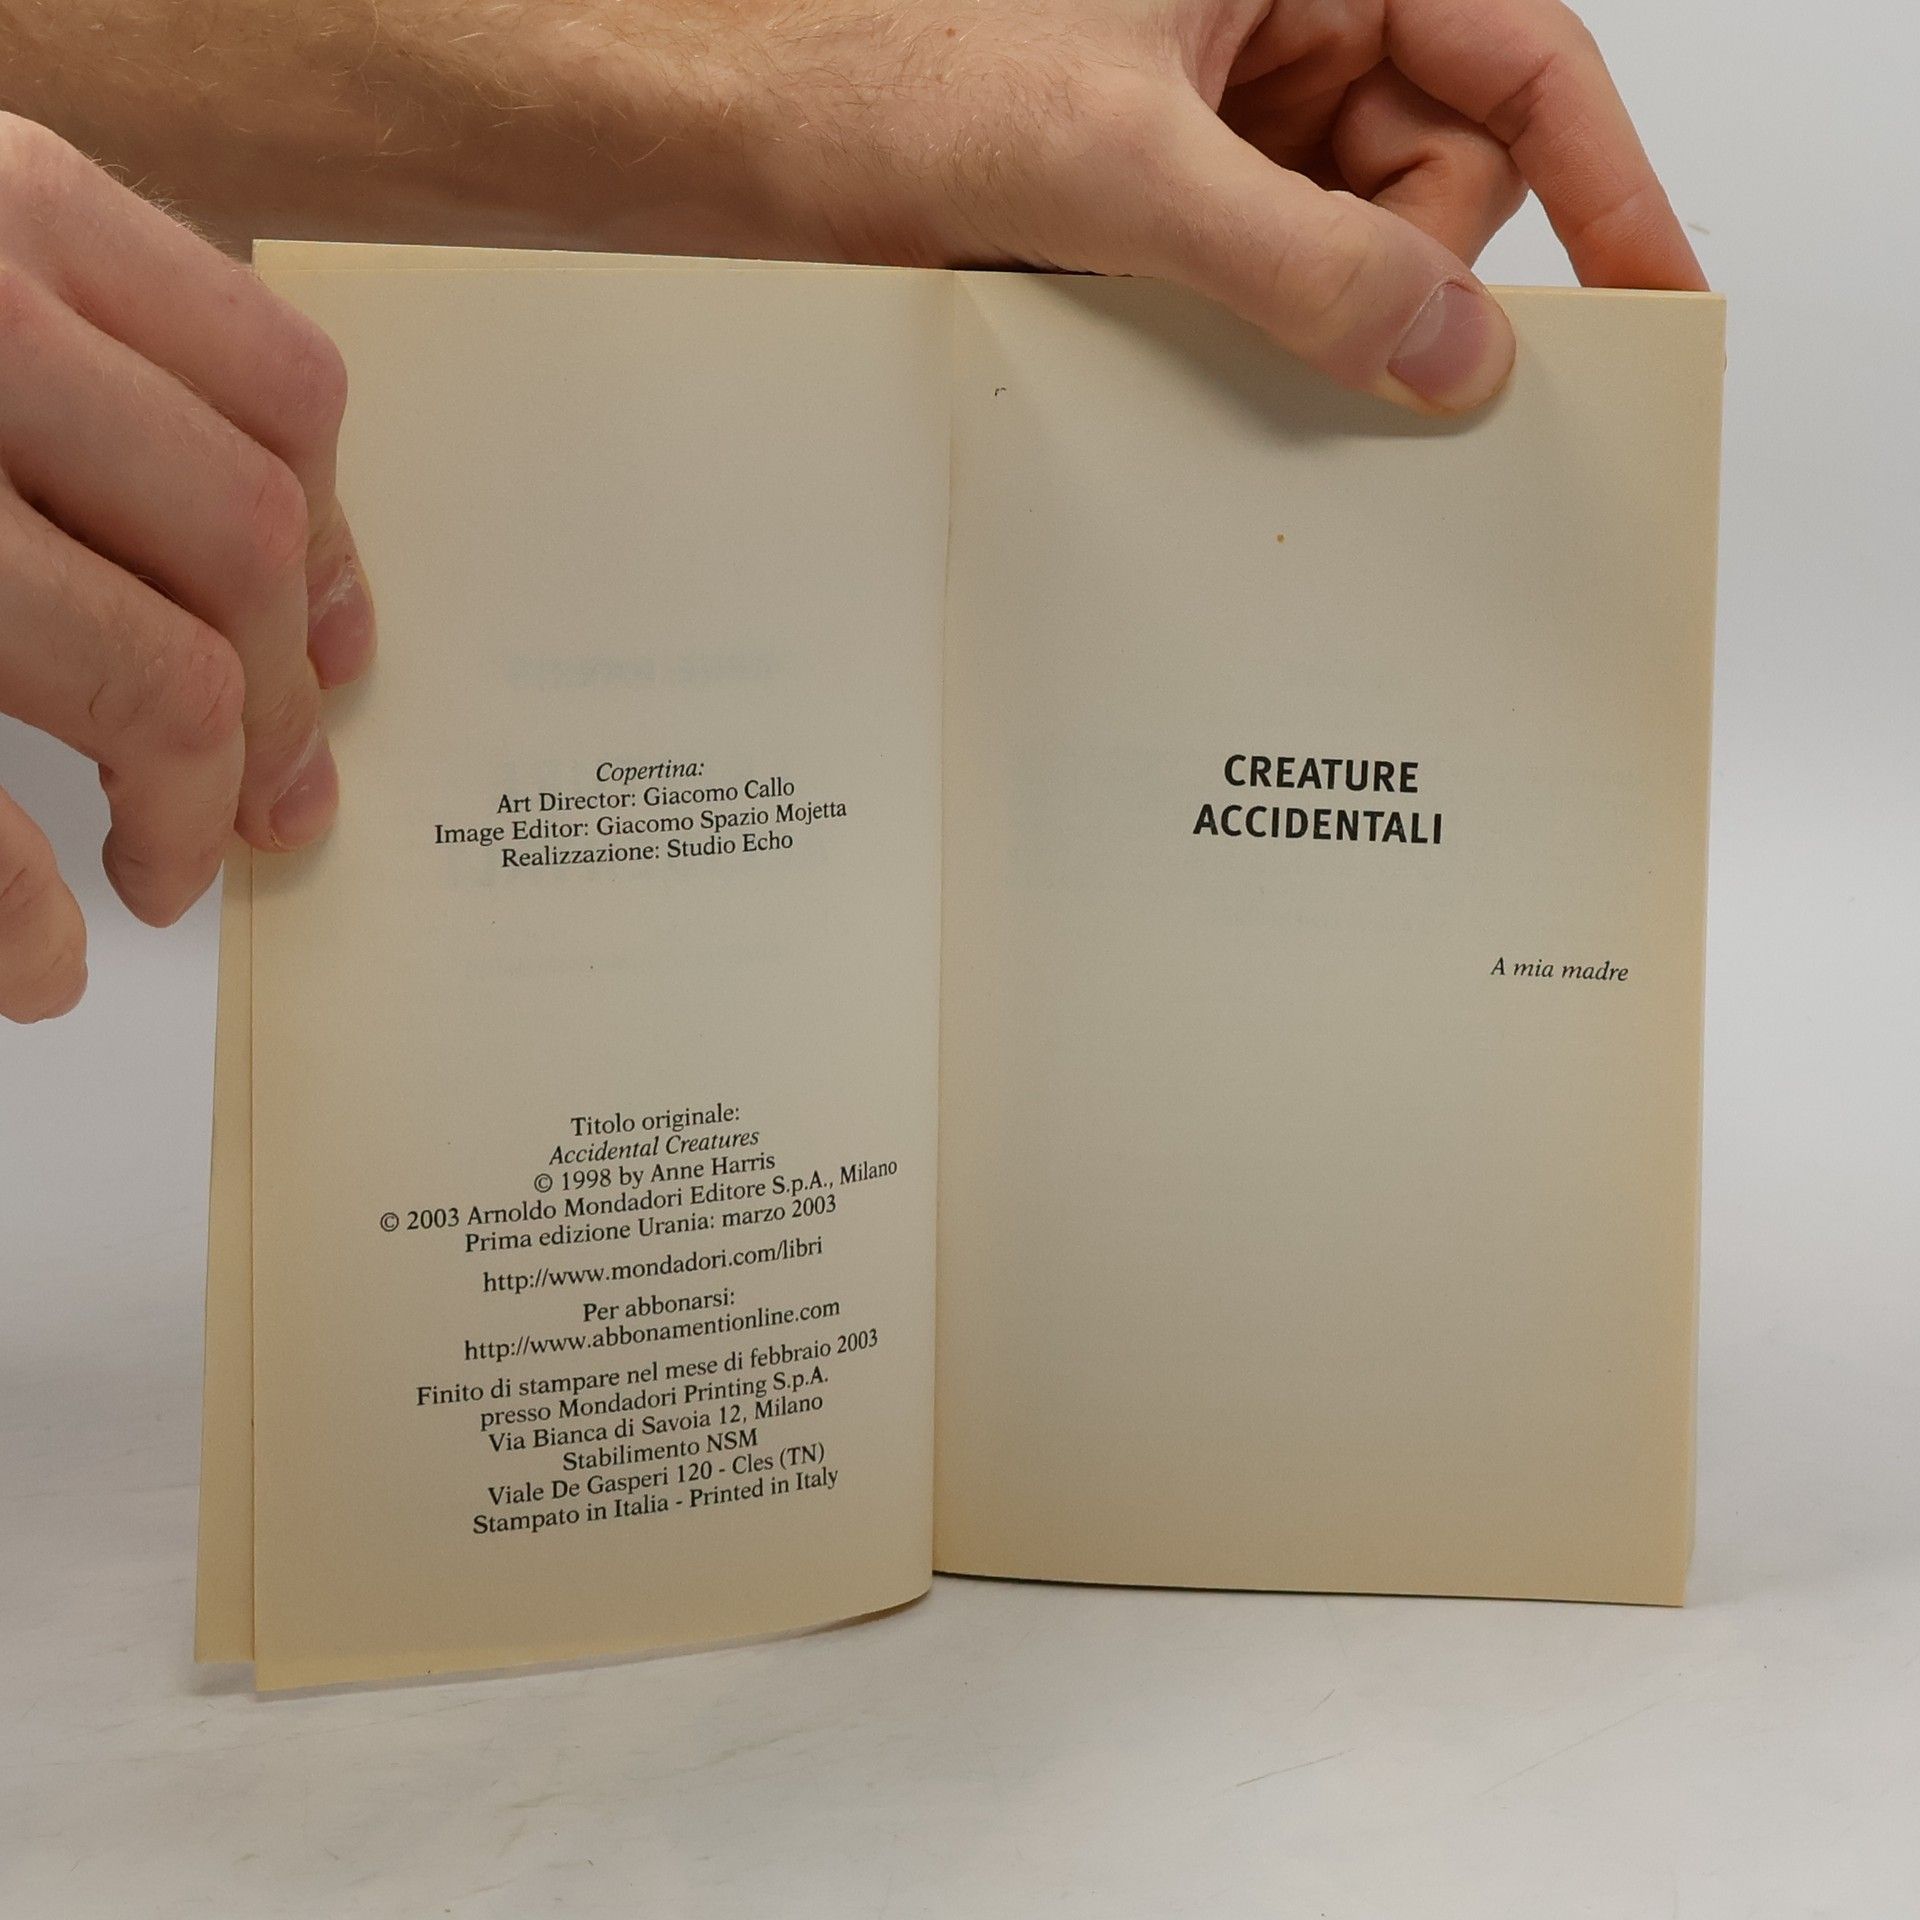 Copertina:
Art Director: Giacomo Callo
Image Editor: Giacomo Spazio Mojetta
Realizzazione: Studio Echo
Titolo originale:
Accidental Creatures
© 1998 by Anne Harris
© 2003 Arnoldo Mondadori Editore S.p.A., Milano
Prima edizione Urania: marzo 2003
http://www.mondadori.com/libri
Per abbonarsi:
http://www.abbonamentionline.com
Finito di stampare nel mese di febbraio 2003
presso Mondadori Printing S.p.A.
Via Bianca di Savoia 12, Milano
Stabilimento NSM
Viale De Gasperi 120 - Cles (TN)
Stampato in Italia - Printed in Italy
CREATURE
ACCIDENTALI
A mia madre